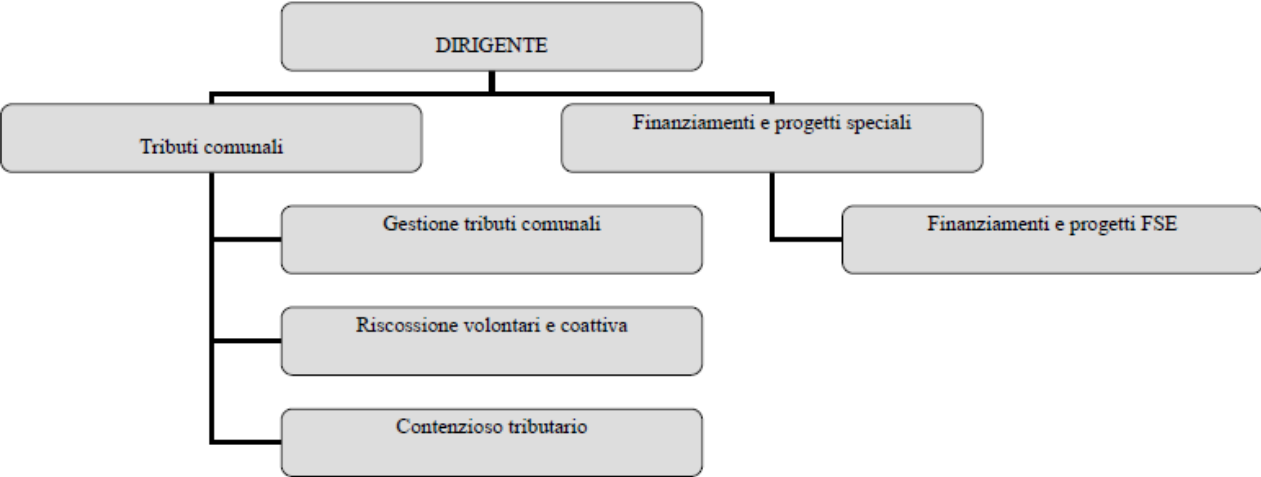 DIRIGENTE
Tributi comunali
Finanziamenti e progetti speciali
Gestione tributi comunali
Finanziamenti e progetti FSE
Riscossione volontari e coattiva
Contenzioso tributario